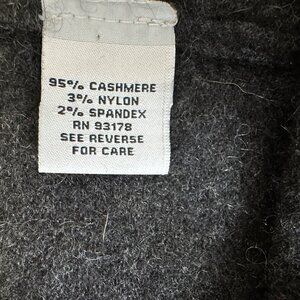 95% CASHMERE
3% NYLON
2% SPANDEX
RN 93178
SEE REVERSE
FOR CARE